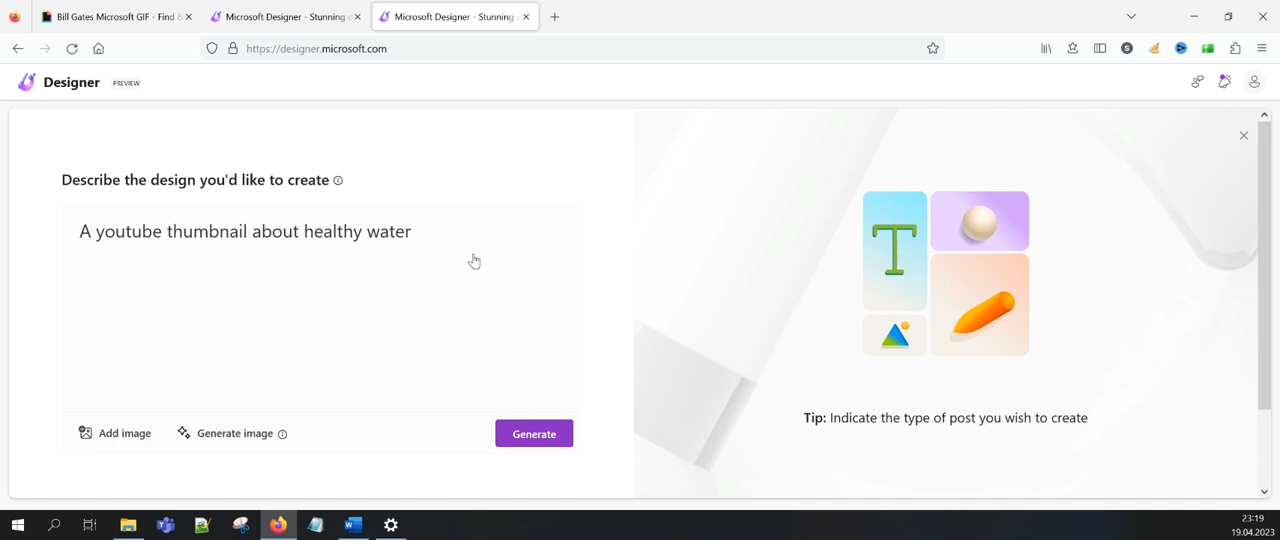 Bill Gates Microsoft GIF - Find &
Microsoft Designer - Stunning d
Microsoft Designer - Stunning d
https://designer.microsoft.com
S
Designer PREVIEW
Describe the design you'd like to create
A youtube thumbnail about healthy water
T
Add image
Generate image
Generate
Tip: Indicate the type of post you wish to create
23:19
19.04.2023